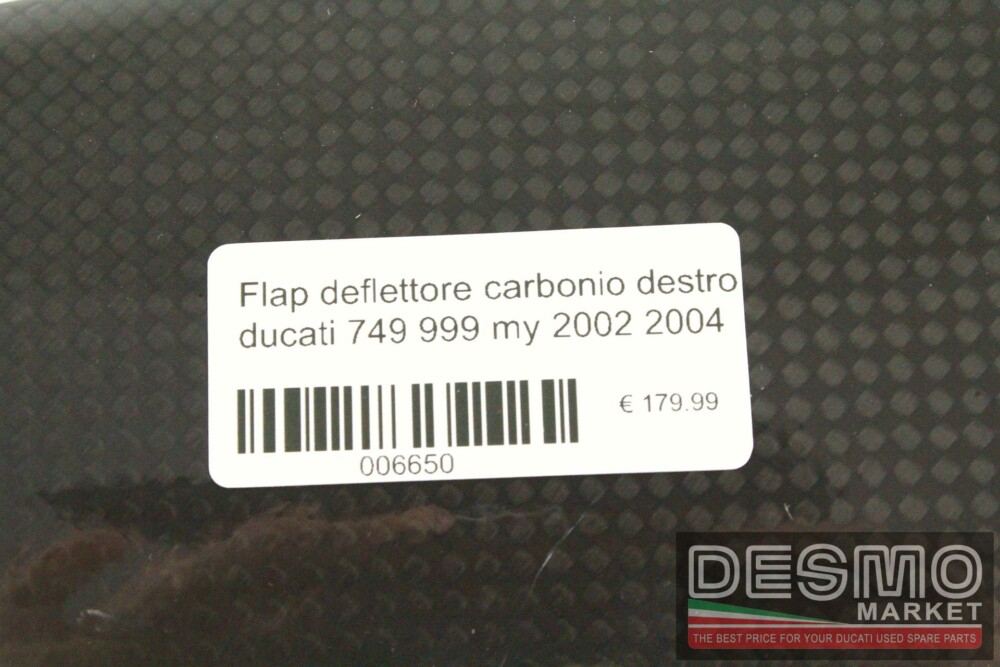 Flap deflettore carbonio destro
ducati 749 999 my 2002 2004
€ 179.99
006650
DESMO
MARKET
THE BEST PRICE FOR YOUR DUCATI USED SPARE PARTS